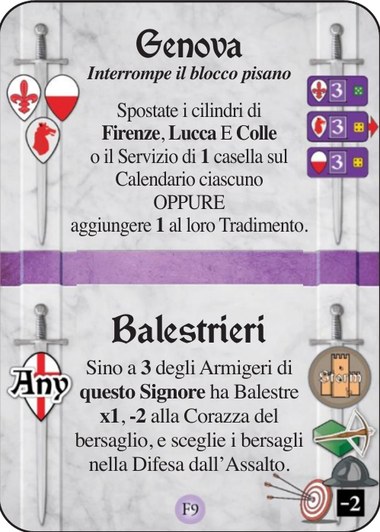 Genova
Interrompe il blocco pisano
3
3
3
Spostate i cilindri di
Firenze, Lucca E Colle
o il Servizio di 1 casella sul
Calendario ciascuno
OPPURE
aggiungere 1 al loro Tradimento.
Balestrieri
Any
Storm
Sino a 3 degli Armigeri di
questo Signore ha Balestre
x1, -2 alla Corazza del
bersaglio, e sceglie i bersagli
nella Difesa dall'Assalto.
F9
-2